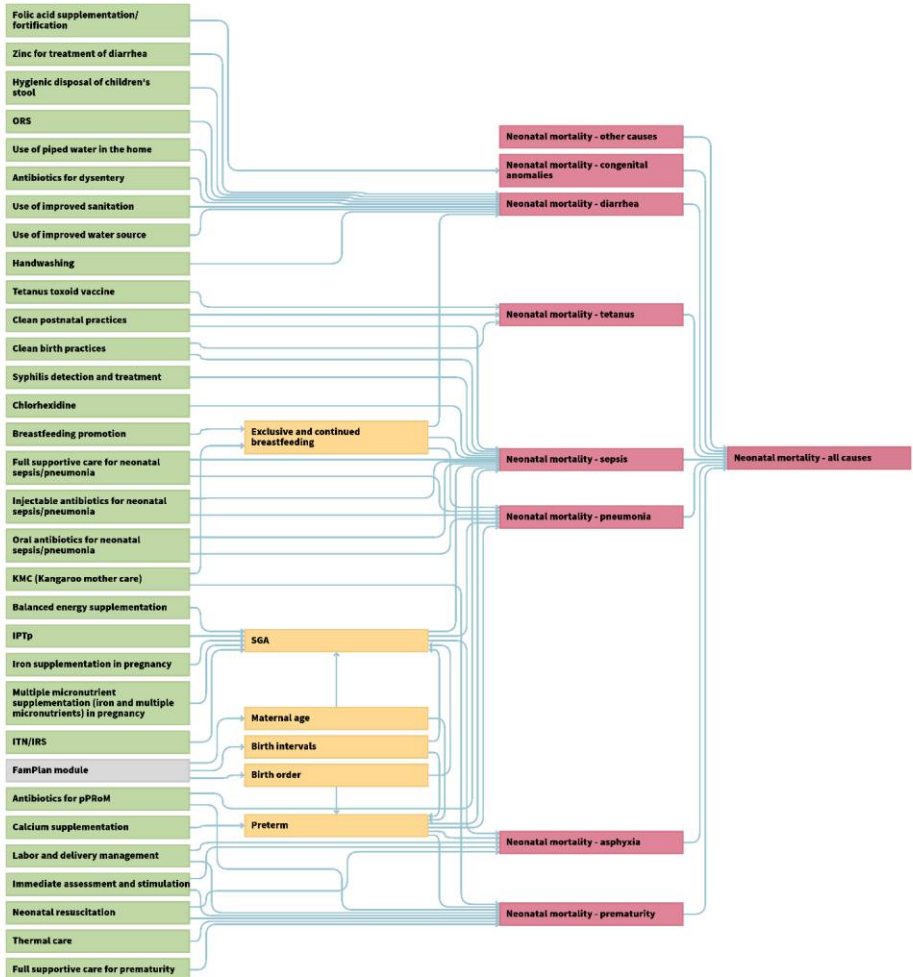 Folic acid supplementation/
fortification
Zinc for treatment of diarrhea
Hygienic disposal of children's
stool
ORS
Use of piped water in the home
Antibiotics for dysentery
Use of improved sanitation
Use of improved water source
Handwashing
Tetanus toxoid vaccine
Clean postnatal practices
Clean birth practices
Syphilis detection and treatment
Chlorhexidine
Breastfeeding promotion
Full supportive care for neonatal
sepsis/pneumonia
Injectable antibiotics for neonatal
sepsis/pneumonia
Oral antibiotics for neonatal
sepsis/pneumonia
KMC (Kangaroo mother care)
Balanced energy supplementation
IPTp
Iron supplementation in pregnancy
Multiple micronutrient
supplementation (iron and multiple
micronutrients) in pregnancy
ITN/IRS
FamPlan module
Antibiotics for pPRoM
Calcium supplementation
Labor and delivery management
Immediate assessment and stimulation
Neonatal resuscitation
Thermal care
Full supportive care for prematurity
Exclusive and continued
breastfeeding
SGA
Maternal age
Birth intervals
Birth order
Preterm
Neonatal mortality - other causes
Neonatal mortality - congenital
anomalies
Neonatal mortality - diarrhea
Neonatal mortality - tetanus
Neonatal mortality - sepsis
Neonatal mortality - pneumonia
Neonatal mortality - asphyxia
Neonatal mortality - prematurity
Neonatal mortality - all causes